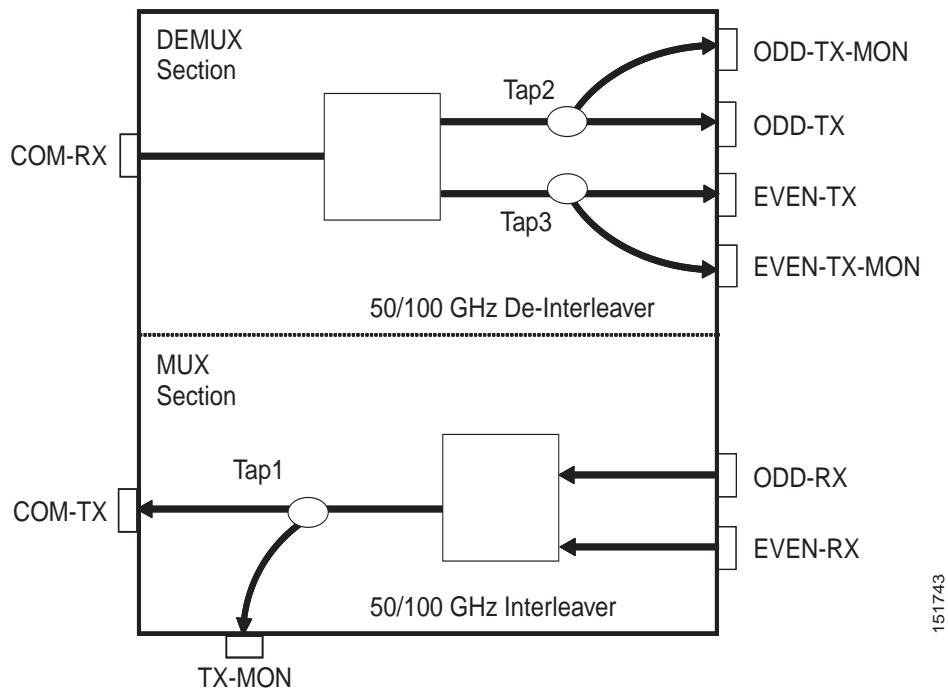 DEMUX
Section
ODD-TX-MON
Tap2
ODD-TX
COM-RX
EVEN-TX
Tap3
EVEN-TX-MON
50/100 GHz De-Interleaver
MUX
Section
Tap1
ODD-RX
COM-TX
EVEN-RX
50/100 GHz Interleaver
TX-MON
151743